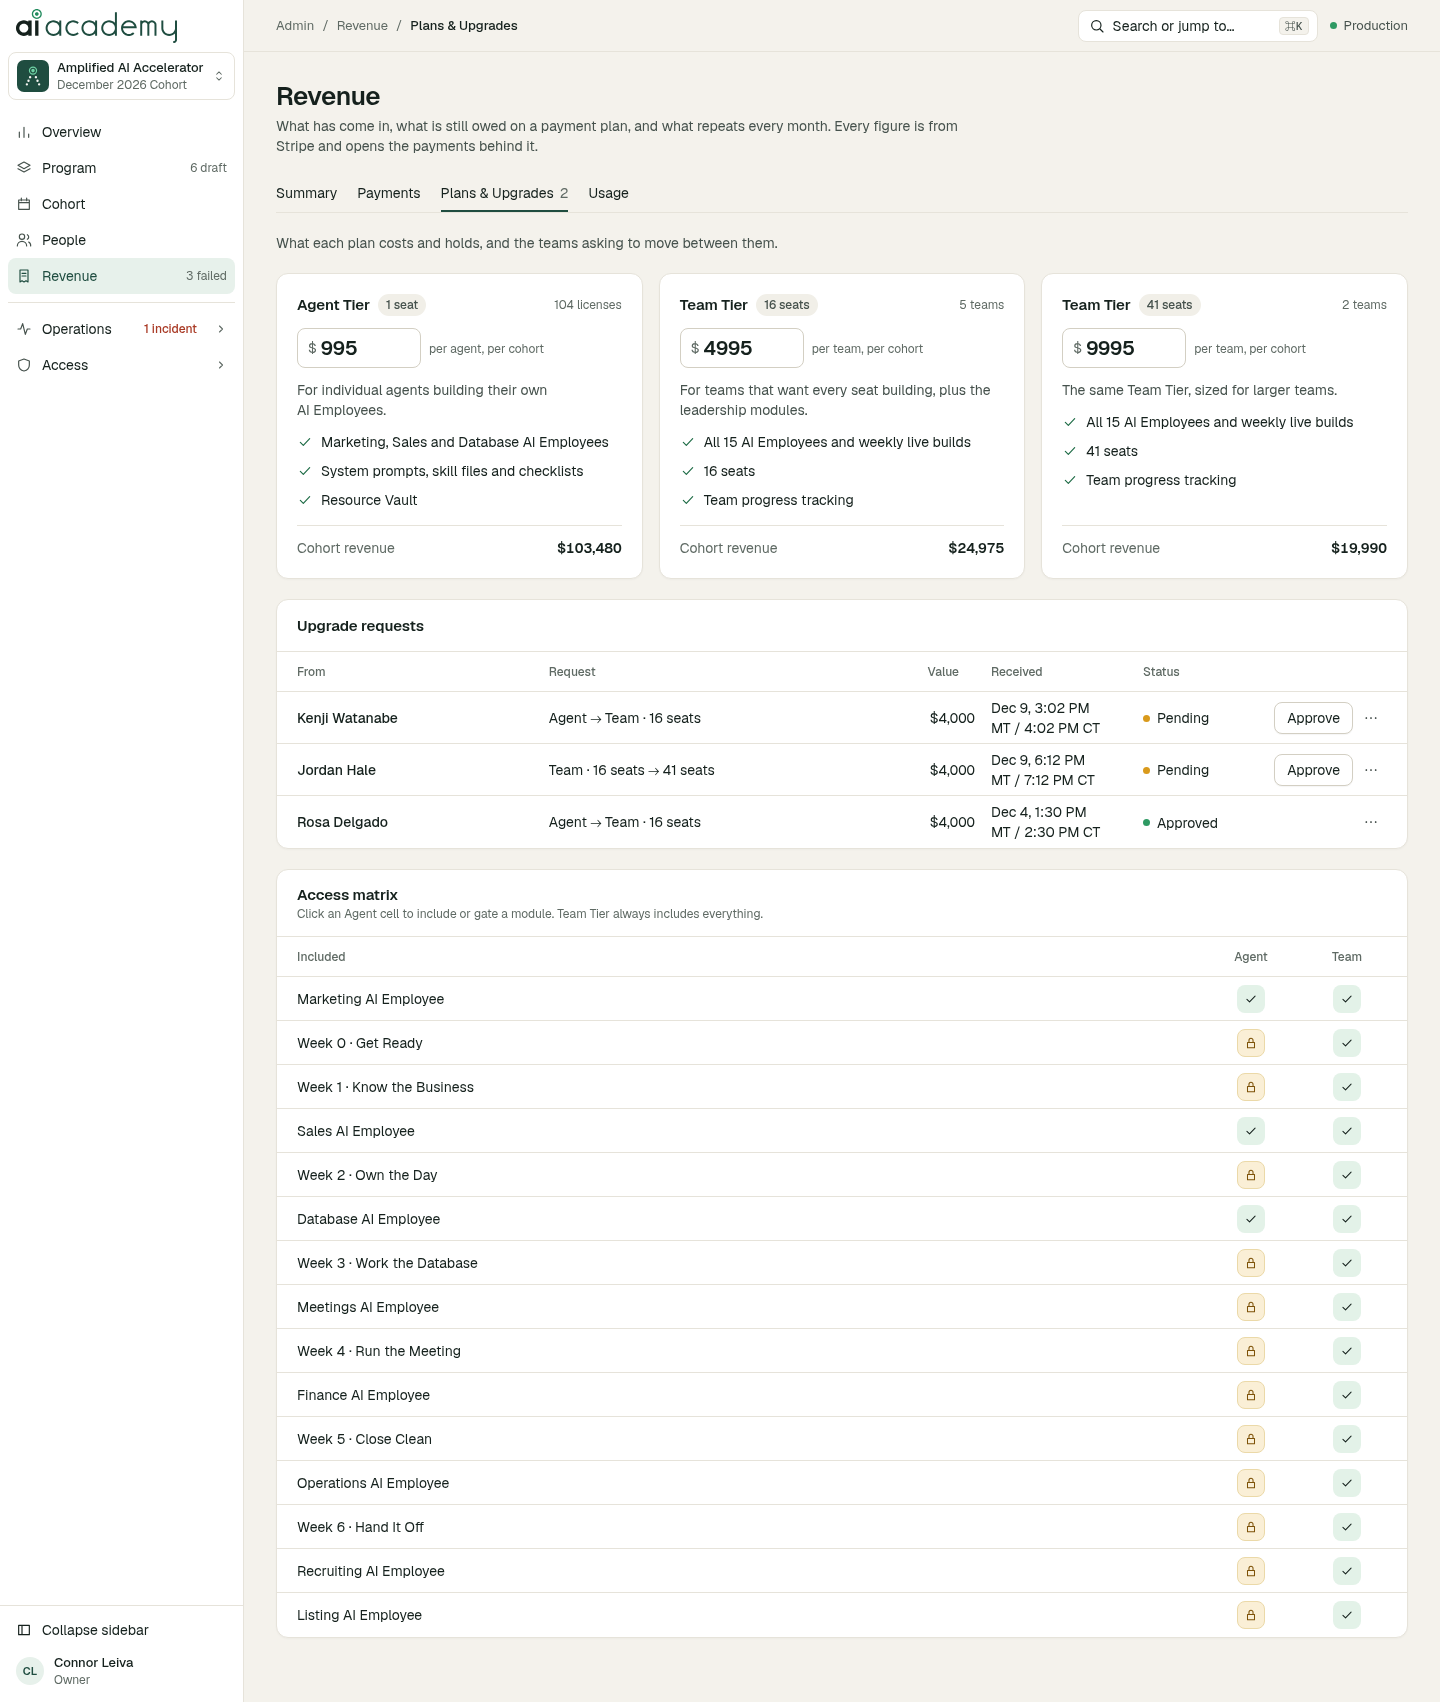 ai academy
Amplified AI Accelerator
December 2026 Cohort
Overview
Program 6 draft
Cohort
People
Revenue 3 failed
Operations 1 incident
Access
Collapse sidebar
CL
Connor Leiva
Owner
Admin / Revenue / Plans & Upgrades
Search or jump to... ⌘K
Production
Revenue
What has come in, what is still owed on a payment plan, and what repeats every month. Every figure is from
Stripe and opens the payments behind it.
Summary Payments Plans & Upgrades 2 Usage
What each plan costs and holds, and the teams asking to move between them.
Agent Tier 1 seat 104 licenses
$ 995 per agent, per cohort
For individual agents building their own
AI Employees.
Marketing, Sales and Database AI Employees
System prompts, skill files and checklists
Resource Vault
Cohort revenue $103,480
Team Tier 16 seats 5 teams
$ 4995 per team, per cohort
For teams that want every seat building, plus the
leadership modules.
All 15 AI Employees and weekly live builds
16 seats
Team progress tracking
Cohort revenue $24,975
Team Tier 41 seats 2 teams
$ 9995 per team, per cohort
The same Team Tier, sized for larger teams.
All 15 AI Employees and weekly live builds
41 seats
Team progress tracking
Cohort revenue $19,990
Upgrade requests
From Request Value Received Status
Kenji Watanabe Agent → Team · 16 seats $4,000 Dec 9, 3:02 PM
MT / 4:02 PM CT Pending Approve ···
Jordan Hale Team · 16 seats → 41 seats $4,000 Dec 9, 6:12 PM
MT / 7:12 PM CT Pending Approve ···
Rosa Delgado Agent → Team · 16 seats $4,000 Dec 4, 1:30 PM
MT / 2:30 PM CT Approved ···
Access matrix
Click an Agent cell to include or gate a module. Team Tier always includes everything.
Included Agent Team
Marketing AI Employee
Week 0 · Get Ready
Week 1 · Know the Business
Sales AI Employee
Week 2 · Own the Day
Database AI Employee
Week 3 · Work the Database
Meetings AI Employee
Week 4 · Run the Meeting
Finance AI Employee
Week 5 · Close Clean
Operations AI Employee
Week 6 · Hand It Off
Recruiting AI Employee
Listing AI Employee